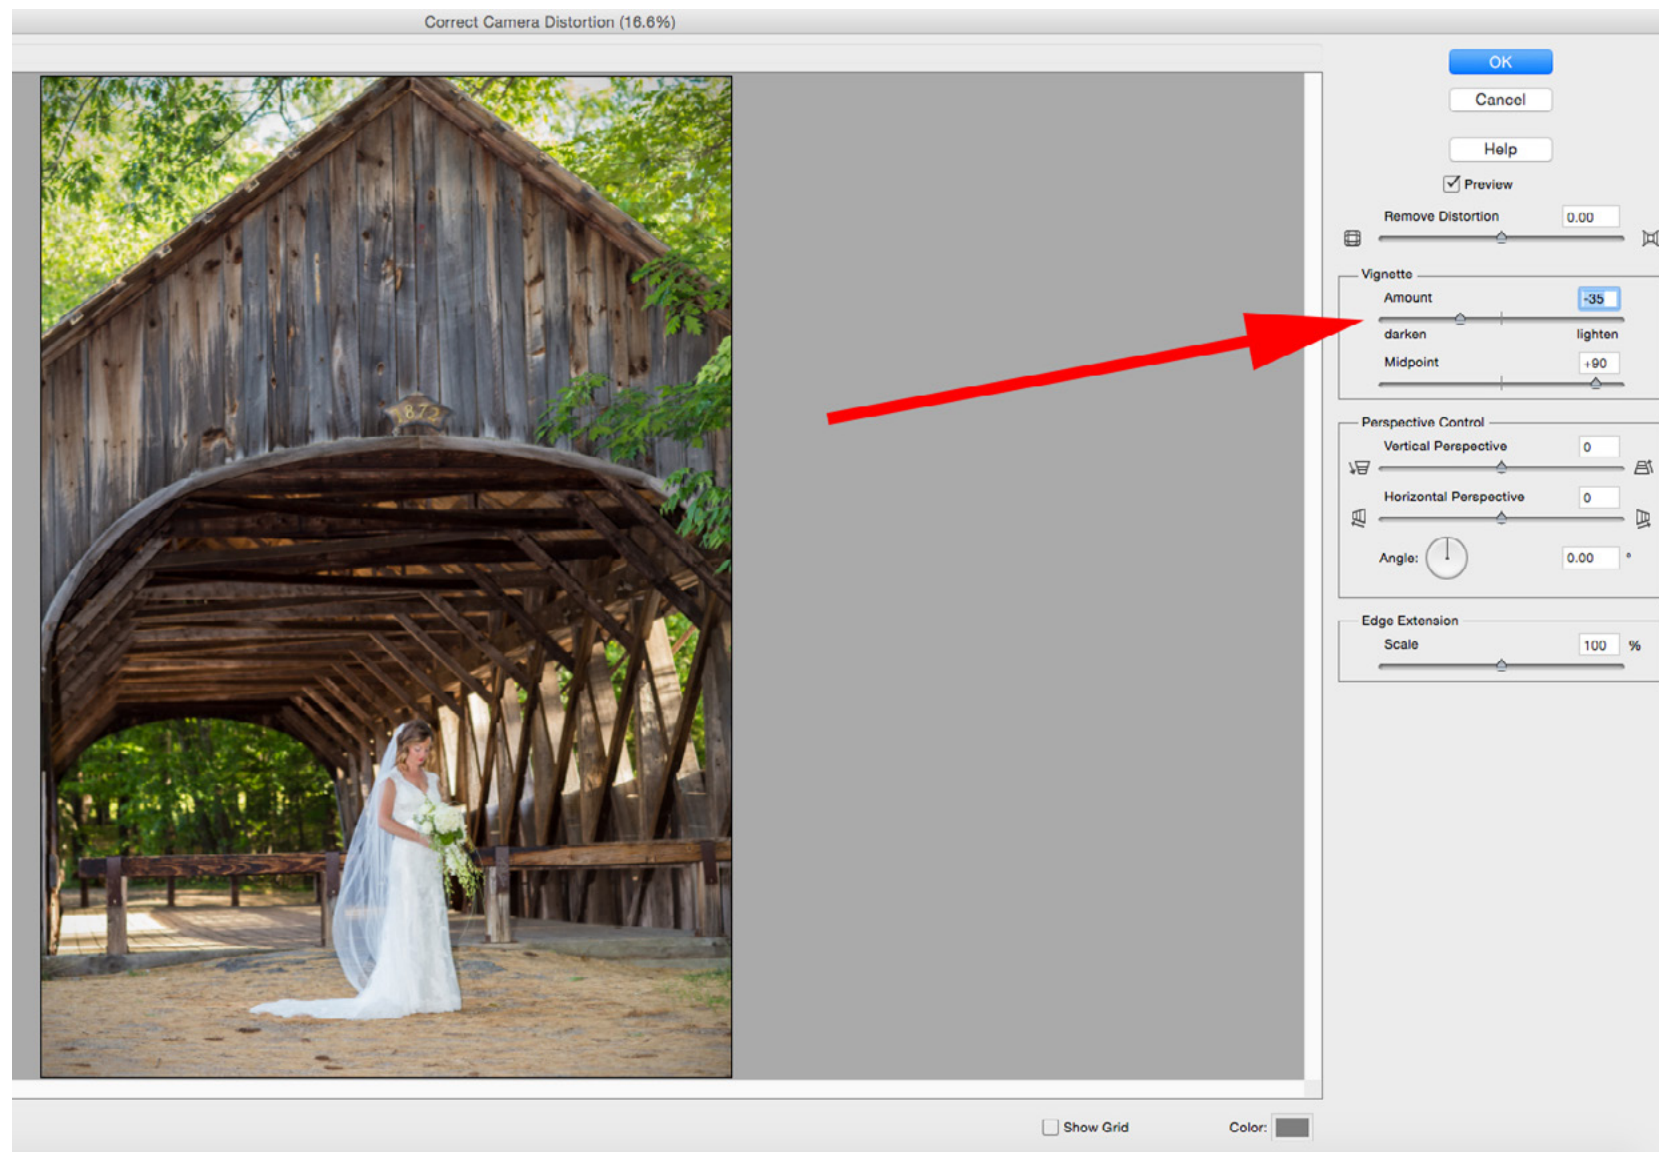 Correct Camera Distortion (16.6%)
OK
Cancel
Help
Preview
Remove Distortion 0.00
Vignette
Amount -35
darken lighten
Midpoint +90
Perspective Control
Vertical Perspective 0
Horizontal Perspective 0
Angle: 0.00 °
Edge Extension
Scale 100 %
1872
Show Grid Color: